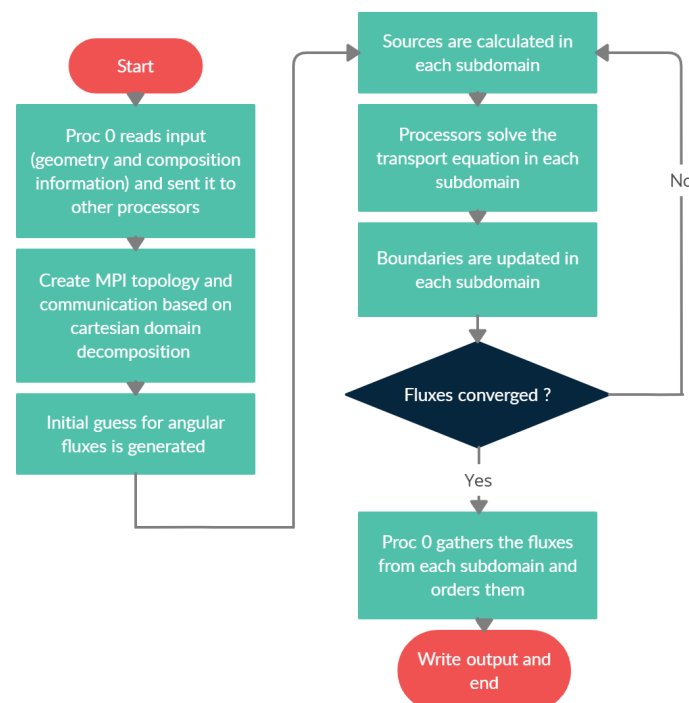 Start
Proc 0 reads input
(geometry and composition
information) and sent it to
other processors
Create MPI topology and
communication based on
cartesian domain
decomposition
Initial guess for angular
fluxes is generated
Sources are calculated in
each subdomain
Processors solve the
transport equation in each
subdomain
Boundaries are updated in
each subdomain
Fluxes converged ?
No
Yes
Proc 0 gathers the fluxes
from each subdomain and
orders them
Write output and
end